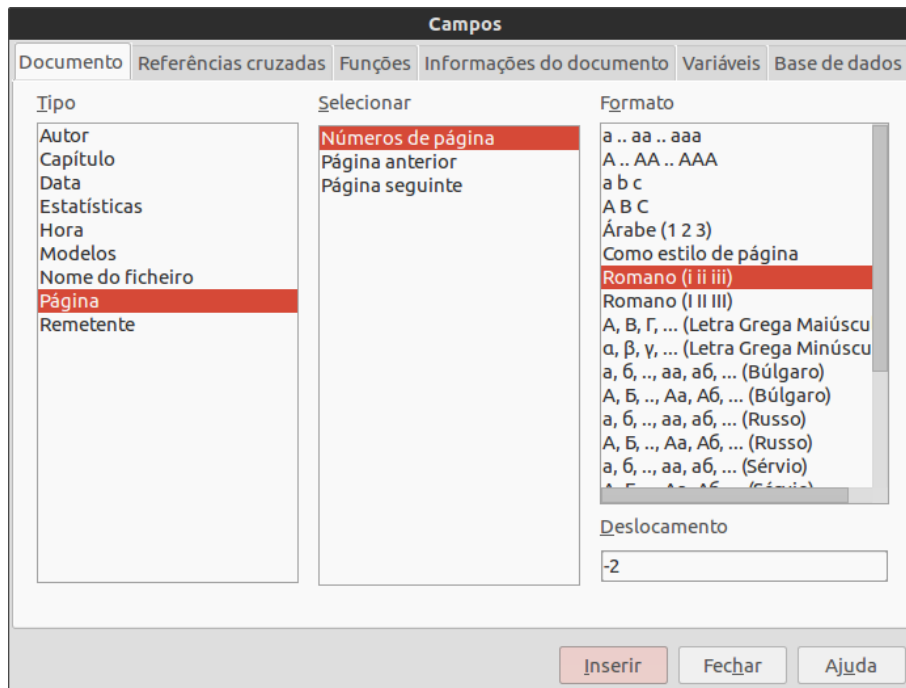 Campos
Documento Referências cruzadas Funções Informações do documento Variáveis Base de dados
Tipo
Autor
Capítulo
Data
Estatísticas
Hora
Modelos
Nome do ficheiro
Página
Remetente
Selecionar
Números de página
Página anterior
Página seguinte
Formato
a .. aa .. aaa
A .. AA .. AAA
a b c
A B C
Árabe (1 2 3)
Como estilo de página
Romano (i ii iii)
Romano (I II III)
Α, Β, Γ, ... (Letra Grega Maiúscu
α, β, γ, ... (Letra Grega Minúscu
а, б, .., аа, аб, ... (Búlgaro)
А, Б, .., Аа, Аб, ... (Búlgaro)
а, б, .., аа, аб, ... (Russo)
А, Б, .., Аа, Аб, ... (Russo)
а, б, .., аа, аб, ... (Sérvio)
Deslocamento
-2
Inserir Fechar Ajuda